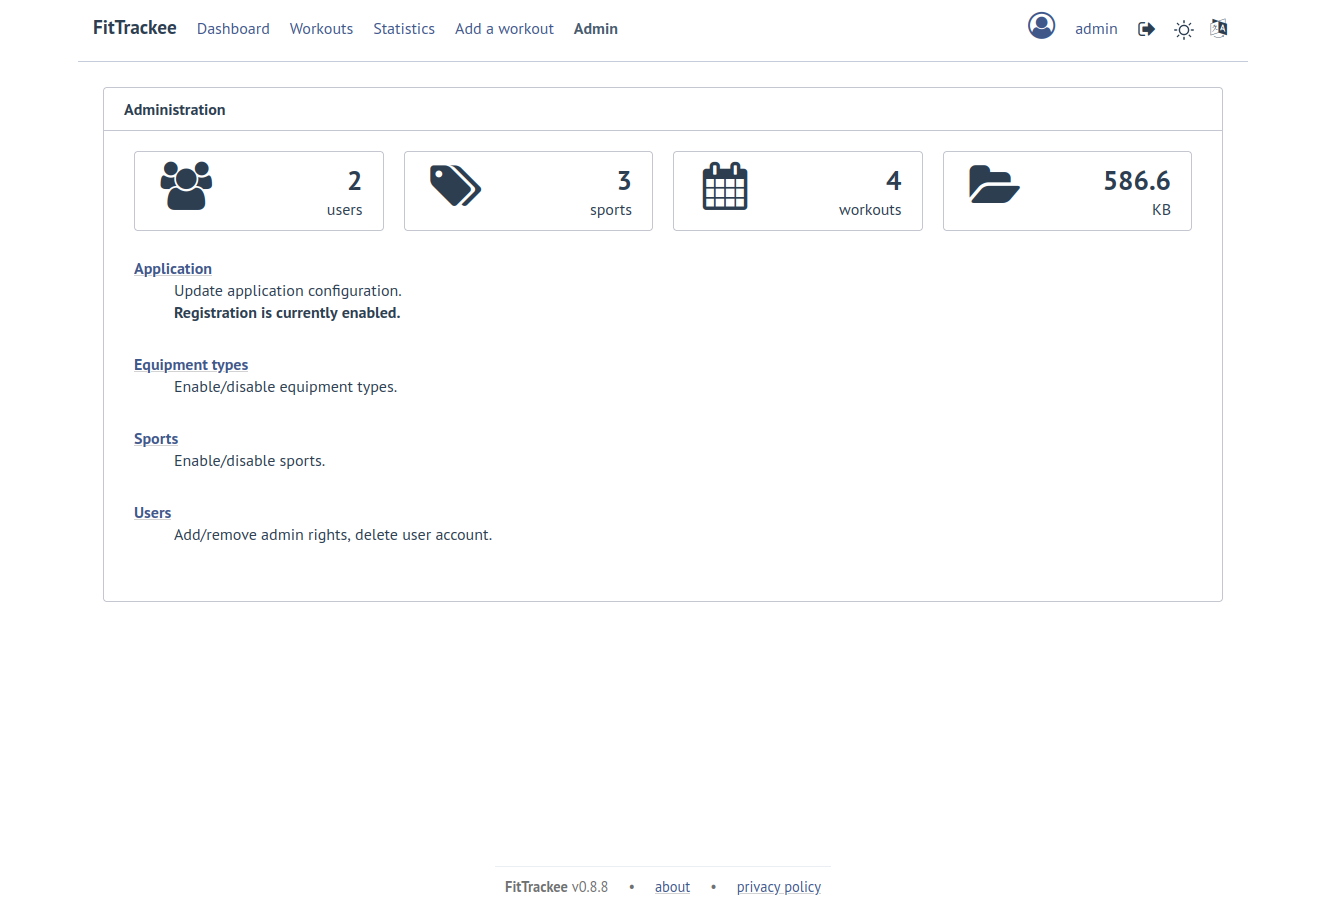 FitTrackee Dashboard Workouts Statistics Add a workout Admin admin
Administration
2
users
3
sports
4
workouts
586.6
KB
Application
Update application configuration.
Registration is currently enabled.
Equipment types
Enable/disable equipment types.
Sports
Enable/disable sports.
Users
Add/remove admin rights, delete user account.
FitTrackee v0.8.8 • about • privacy policy